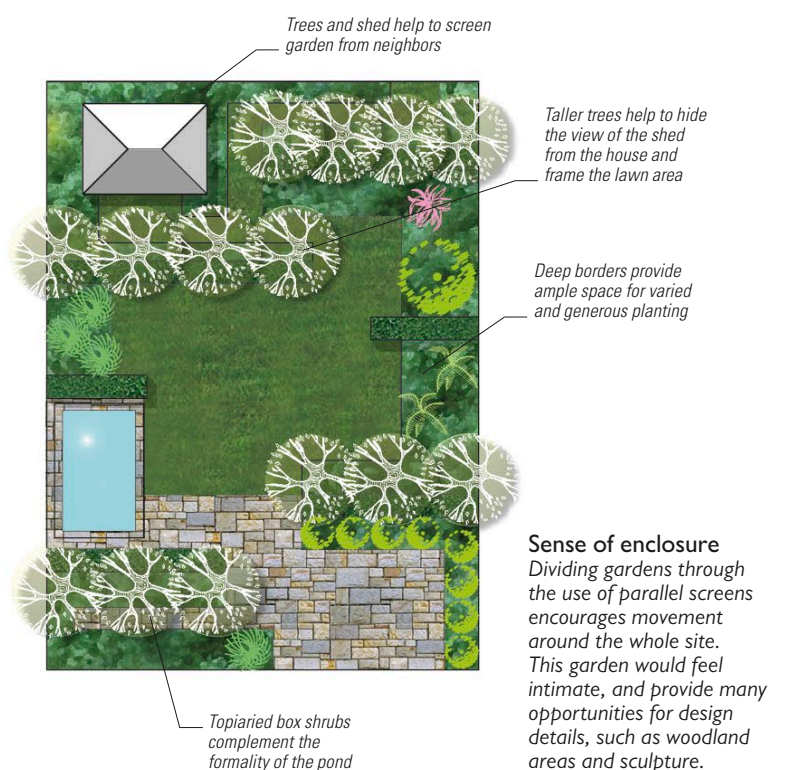 Trees and shed help to screen
garden from neighbors
Taller trees help to hide
the view of the shed
from the house and
frame the lawn area
Deep borders provide
ample space for varied
and generous planting
Sense of enclosure
Dividing gardens through
the use of parallel screens
encourages movement
around the whole site.
This garden would feel
intimate, and provide many
opportunities for design
details, such as woodland
areas and sculpture.
Topiaried box shrubs
complement the
formality of the pond